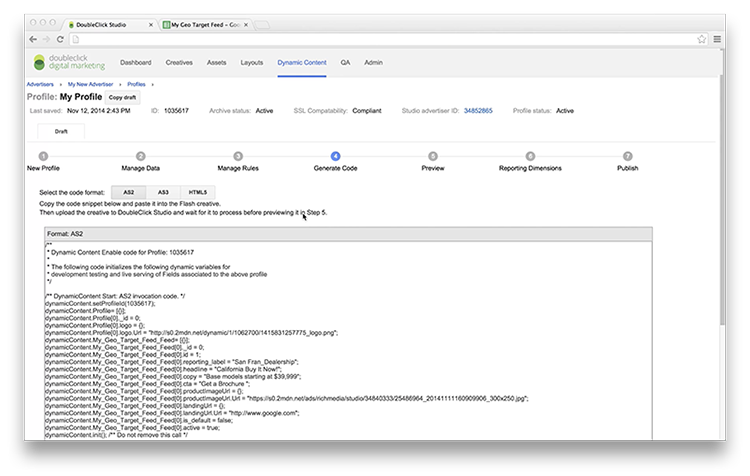 DoubleClick Studio
My Geo Target Feed – Goo
doubleclick
digital marketing
Dashboard Creatives Assets Layouts Dynamic Content QA Admin
Advertisers My New Advertiser Profiles
Profile: My Profile Copy draft
Last saved: Nov 12, 2014 2:43 PM ID: 1035617 Archive status: Active SSL Compatability: Compliant Studio advertiser ID: 34852865 Profile status: Active
Draft
1 2 3 4 5 6 7
New Profile Manage Data Manage Rules Generate Code Preview Reporting Dimensions Publish
Select the code format: AS2 AS3 HTML5
Copy the code snippet below and paste it into the Flash creative.
Then upload the creative to DoubleClick Studio and wait for it to process before previewing it in Step 5.
Format: AS2
/**
* Dynamic Content Enable code for Profile: 1035617
*
* The following code initializes the following dynamic variables for
* development testing and live serving of Fields associated to the above profile
*/
/** DynamicContent Start: AS2 invocation code. */
dynamicContent.setProfileId(1035617);
dynamicContent.Profile= [{}];
dynamicContent.Profile[0]._id = 0;
dynamicContent.Profile[0].logo = {};
dynamicContent.Profile[0].logo.Url = "http://s0.2mdn.net/dynamic/1/1062700/1415831257775_logo.png";
dynamicContent.My_Geo_Target_Feed_Feed= [{}];
dynamicContent.My_Geo_Target_Feed_Feed[0]._id = 0;
dynamicContent.My_Geo_Target_Feed_Feed[0].id = 1;
dynamicContent.My_Geo_Target_Feed_Feed[0].reporting_label = "San Fran_Dealership";
dynamicContent.My_Geo_Target_Feed_Feed[0].headline = "California Buy It Now!";
dynamicContent.My_Geo_Target_Feed_Feed[0].copy = "Base models starting at $39,999";
dynamicContent.My_Geo_Target_Feed_Feed[0].cta = "Get a Brochure ";
dynamicContent.My_Geo_Target_Feed_Feed[0].productImageUrl = {};
dynamicContent.My_Geo_Target_Feed_Feed[0].productImageUrl.Url = "https://s0.2mdn.net/ads/richmedia/studio/34840333/25486964_20141111160909906_300x250.jpg";
dynamicContent.My_Geo_Target_Feed_Feed[0].landingUrl = {};
dynamicContent.My_Geo_Target_Feed_Feed[0].landingUrl.Url = "http://www.google.com";
dynamicContent.My_Geo_Target_Feed_Feed[0].is_default = false;
dynamicContent.My_Geo_Target_Feed_Feed[0].active = true;
dynamicContent.init(); /** Do not remove this call */